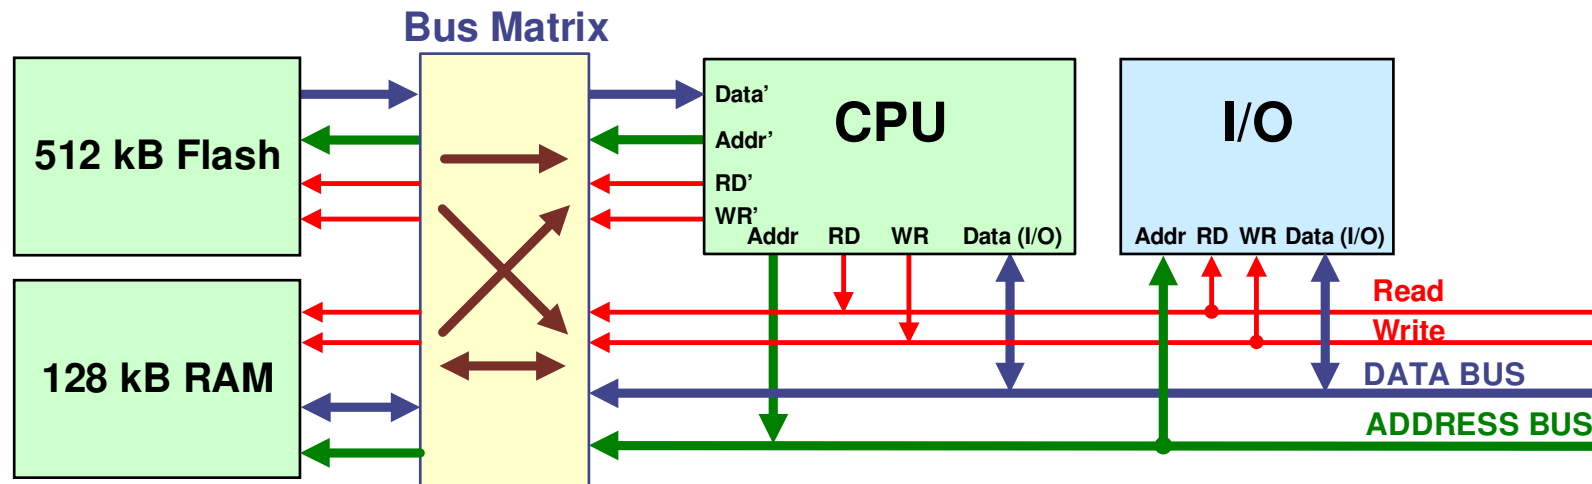 Bus Matrix
512 kB Flash
128 kB RAM
Data’
Addr’
RD’
WR’
CPU
Addr RD WR Data (I/O)
I/O
Addr RD WR Data (I/O)
Read
Write
DATA BUS
ADDRESS BUS